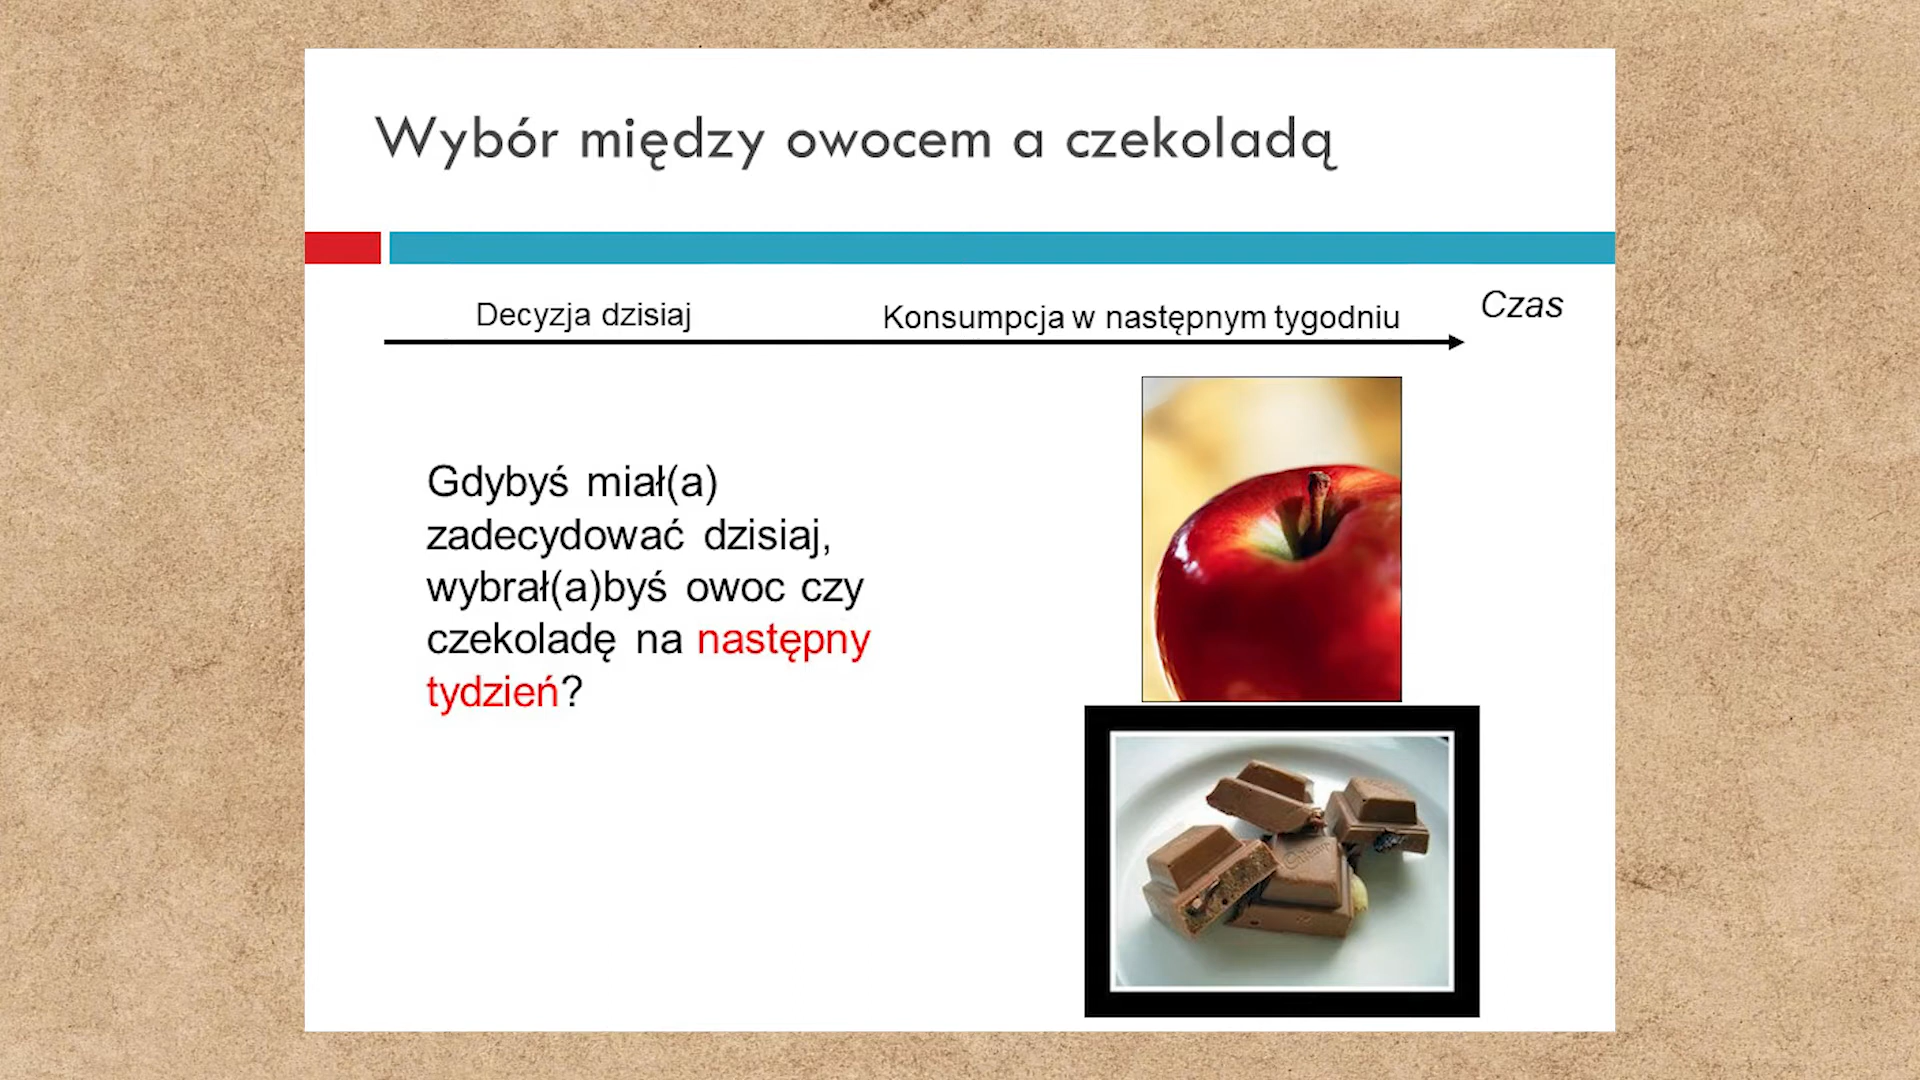 Wybór między owocem a czekoladą
Decyzja dzisiaj
Konsumpcja w następnym tygodniu
Czas
Gdybyś miał(a)
zadecydować dzisiaj,
wybrał(a)byś owoc czy
czekoladę na następny
tydzień?